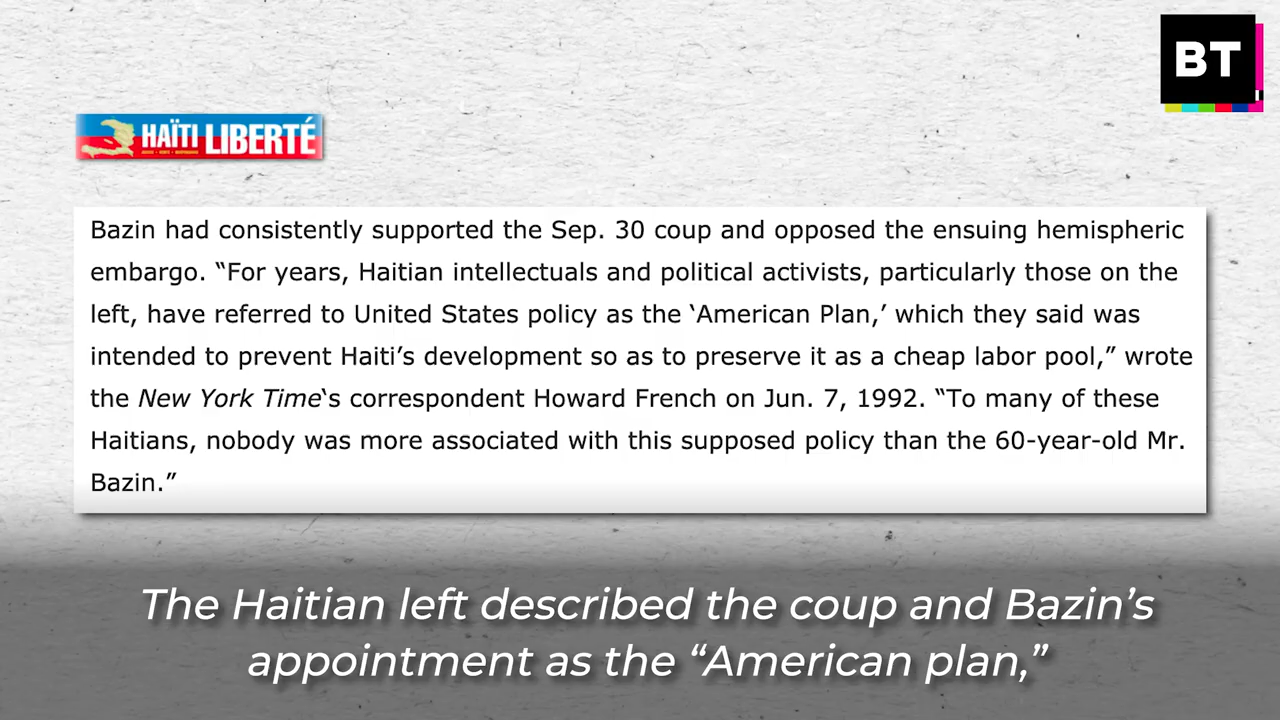 BT
HAÏTI LIBERTÉ
Bazin had consistently supported the Sep. 30 coup and opposed the ensuing hemispheric
embargo. “For years, Haitian intellectuals and political activists, particularly those on the
left, have referred to United States policy as the ‘American Plan,’ which they said was
intended to prevent Haiti’s development so as to preserve it as a cheap labor pool,” wrote
the New York Time‘s correspondent Howard French on Jun. 7, 1992. “To many of these
Haitians, nobody was more associated with this supposed policy than the 60-year-old Mr.
Bazin.”
The Haitian left described the coup and Bazin’s
appointment as the “American plan,”